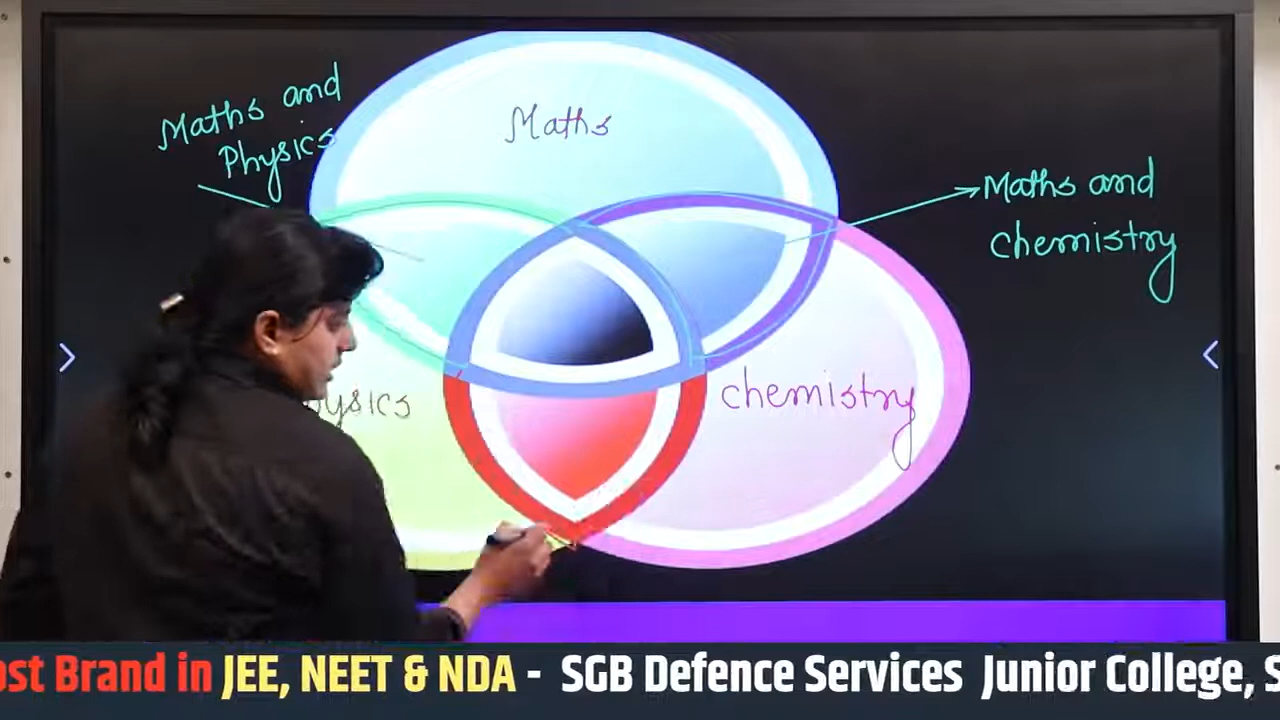 Maths and
Physics
Maths
Maths and
chemistry
ysics
chemistry
ost Brand in JEE, NEET & NDA - SGB Defence Services Junior College, S